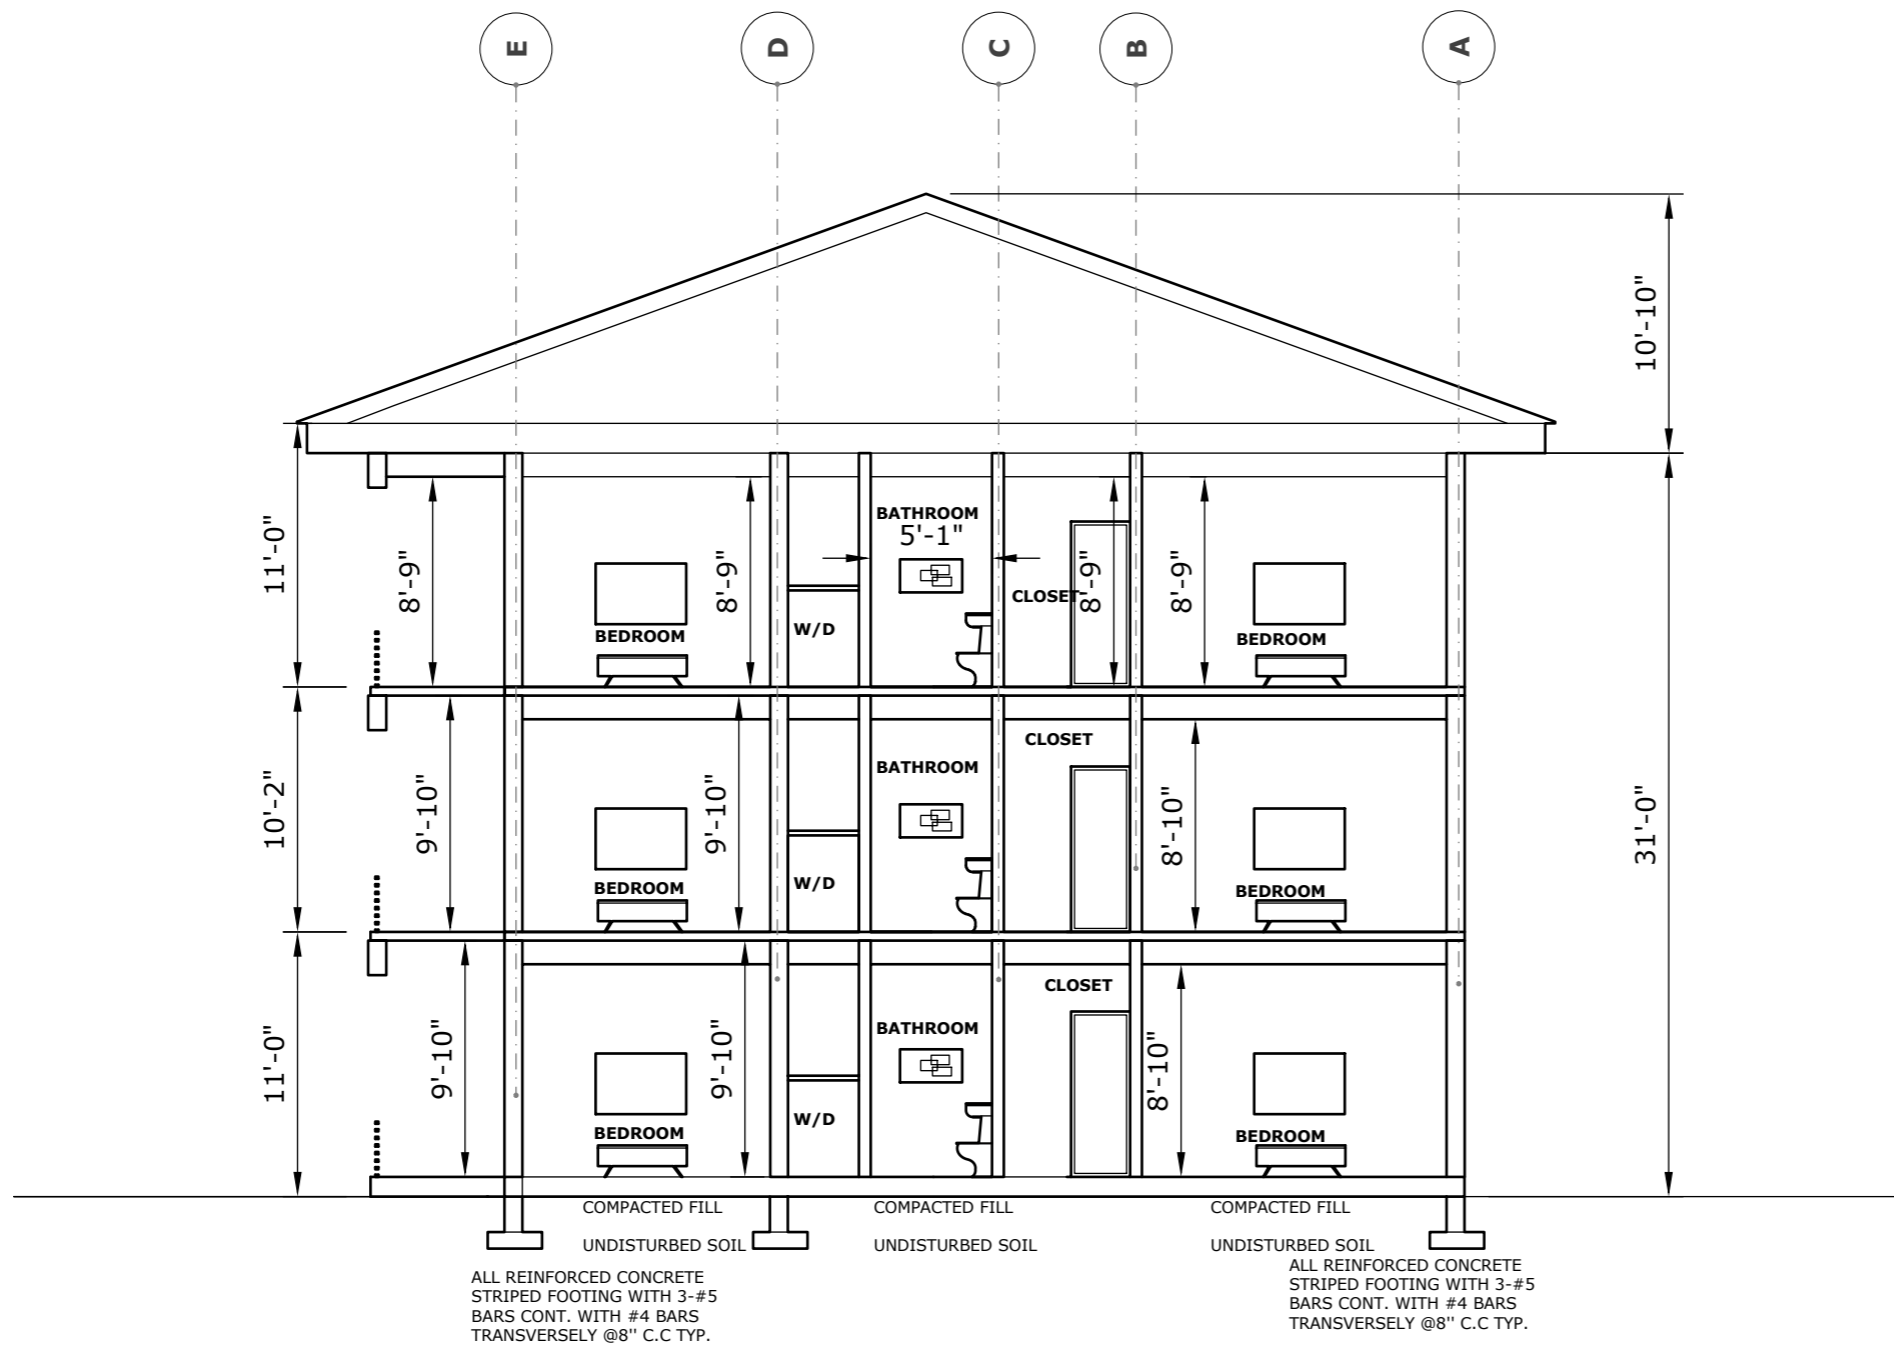 E
D
C
B
A
10'-10"
11'-0"
8'-9"
8'-9"
BATHROOM
5'-1"
CLOSET
8'-9"
8'-9"
BEDROOM
W/D
BEDROOM
31'-0"
10'-2"
9'-10"
9'-10"
BATHROOM
CLOSET
8'-10"
BEDROOM
W/D
BEDROOM
11'-0"
9'-10"
9'-10"
BATHROOM
CLOSET
8'-10"
BEDROOM
W/D
BEDROOM
COMPACTED FILL
COMPACTED FILL
COMPACTED FILL
UNDISTURBED SOIL
UNDISTURBED SOIL
UNDISTURBED SOIL
ALL REINFORCED CONCRETE
STRIPED FOOTING WITH 3-#5
BARS CONT. WITH #4 BARS
TRANSVERSELY @8" C.C TYP.
ALL REINFORCED CONCRETE
STRIPED FOOTING WITH 3-#5
BARS CONT. WITH #4 BARS
TRANSVERSELY @8" C.C TYP.